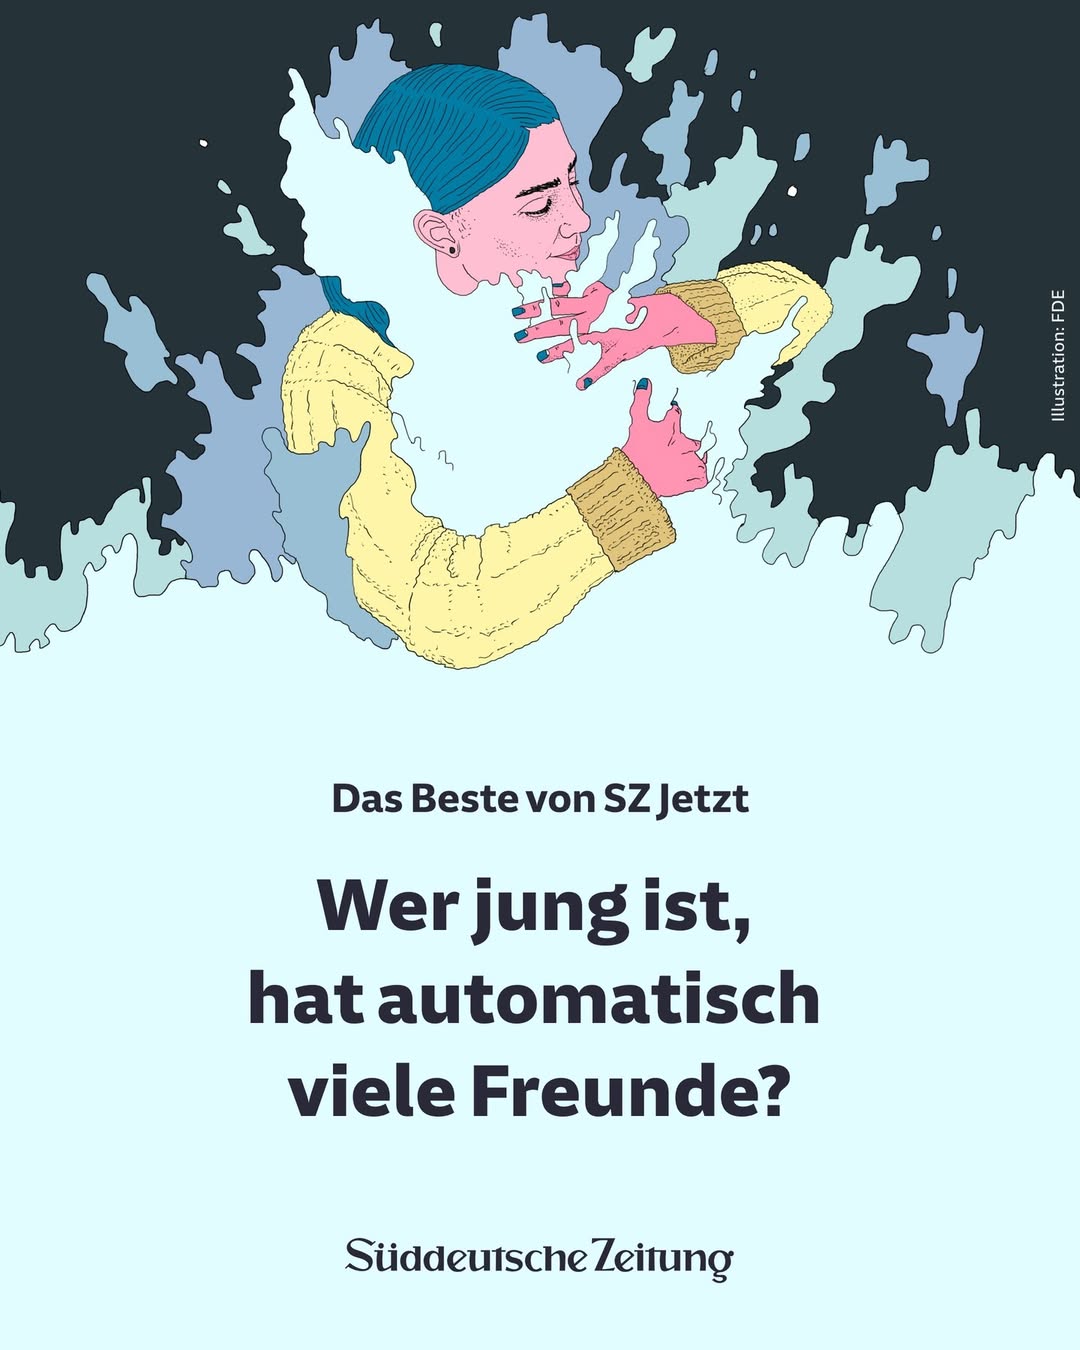 Illustration: FDE
Das Beste von SZ Jetzt
Wer jung ist,
hat automatisch
viele Freunde?
Süddeutsche Zeitung